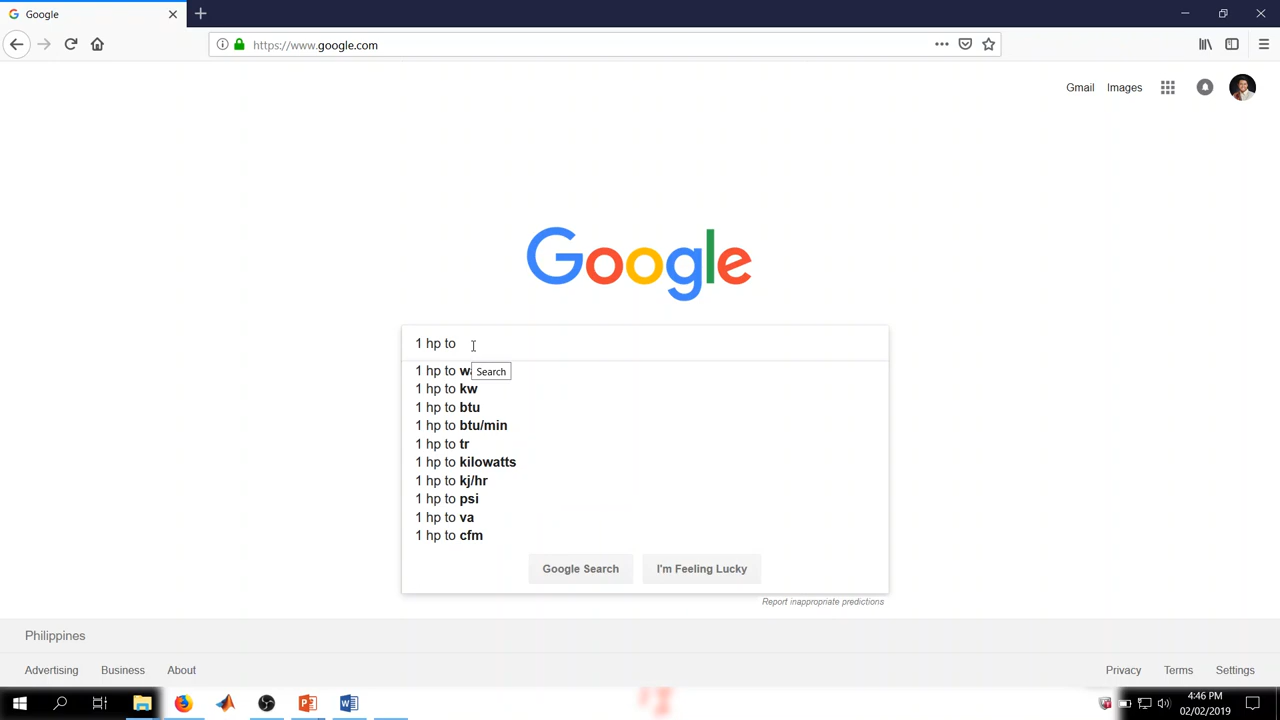 Google
https://www.google.com
Gmail Images
Google
1 hp to
1 hp to
Search
1 hp to kw
1 hp to btu
1 hp to btu/min
1 hp to tr
1 hp to kilowatts
1 hp to kj/hr
1 hp to psi
1 hp to va
1 hp to cfm
Google Search I'm Feeling Lucky
Report inappropriate predictions
Philippines
Advertising Business About Privacy Terms Settings
4:46 PM
02/02/2019